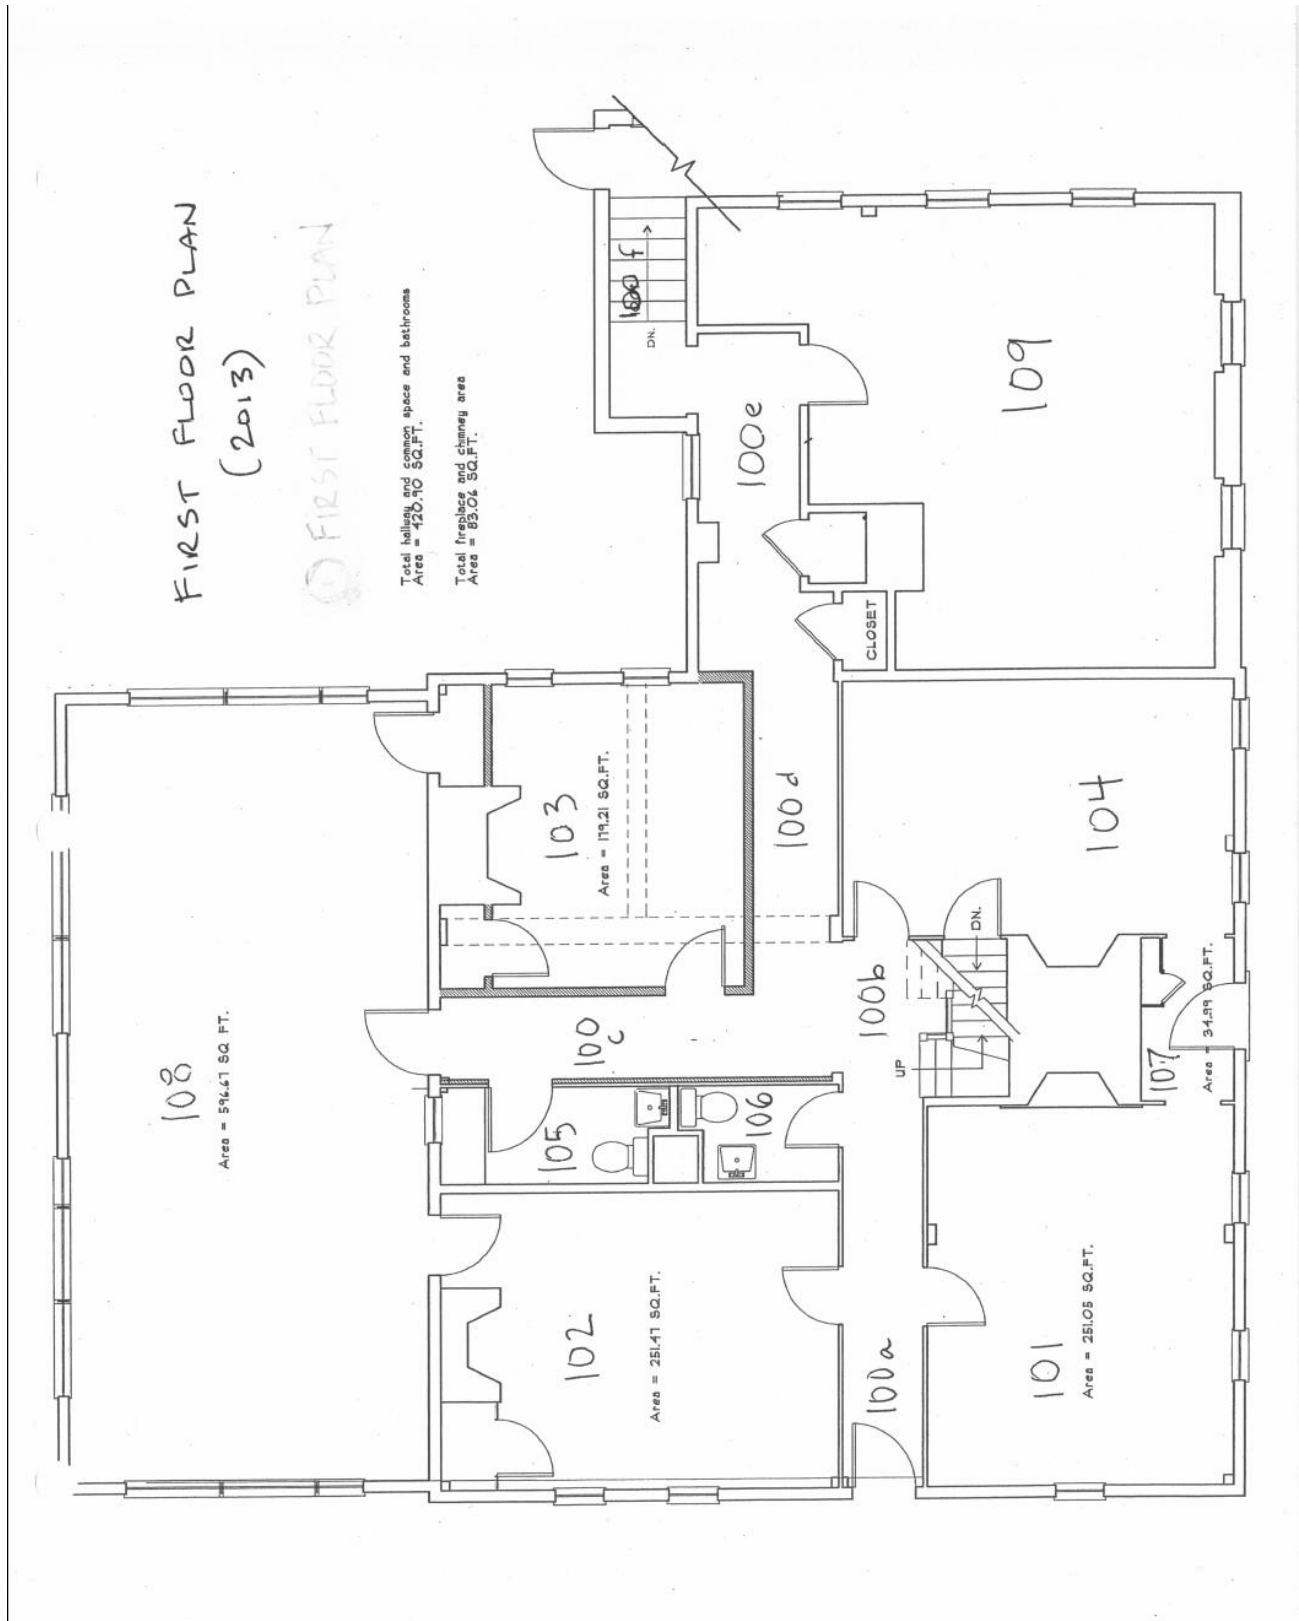 FIRST FLOOR PLAN
(2013)
① FIRST FLOOR PLAN
Total hallway and common space and bathrooms
Area = 420.90 SQ.FT.
Total fireplace and chimney area
Area = 83.06 SQ.FT.
108
Area = 596.67 SQ FT.
102
Area = 251.47 SQ.FT.
105
106
100
c
103
Area = 179.21 SQ.FT.
100a
100b
100d
100e
100 f
DN.
101
Area = 251.05 SQ.FT.
UP
DN.
107
Area = 34.99 SQ.FT.
104
CLOSET
109